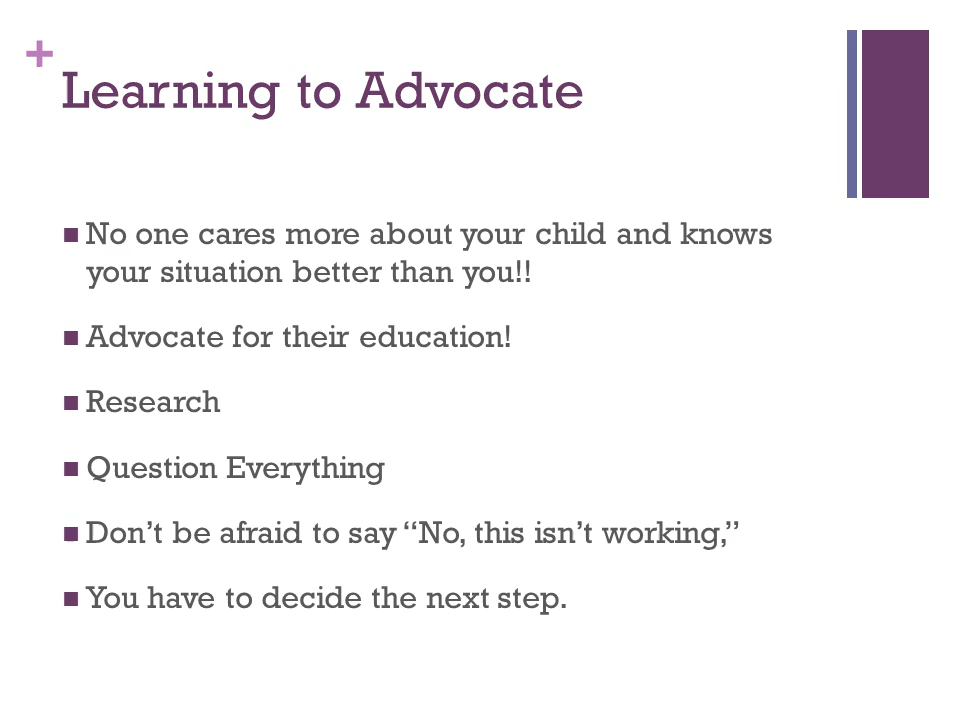 +
Learning to Advocate
■ No one cares more about your child and knows
your situation better than you!!
■ Advocate for their education!
■ Research
■ Question Everything
■ Don’t be afraid to say “No, this isn’t working,”
■ You have to decide the next step.